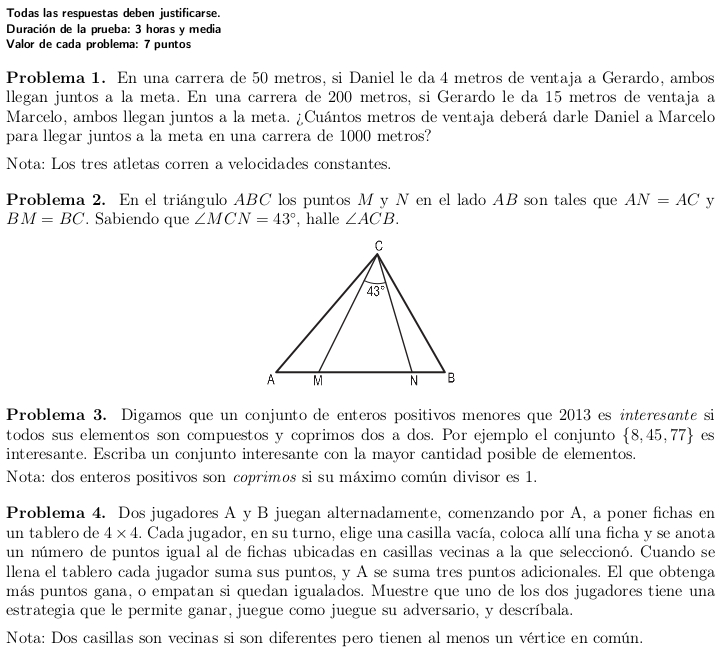 Todas las respuestas deben justificarse.
Duración de la prueba: 3 horas y media
Valor de cada problema: 7 puntos
Problema 1. En una carrera de 50 metros, si Daniel le da 4 metros de ventaja a Gerardo, ambos
llegan juntos a la meta. En una carrera de 200 metros, si Gerardo le da 15 metros de ventaja a
Marcelo, ambos llegan juntos a la meta. ¿Cuántos metros de ventaja deberá darle Daniel a Marcelo
para llegar juntos a la meta en una carrera de 1000 metros?
Nota: Los tres atletas corren a velocidades constantes.
Problema 2. En el triángulo ABC los puntos M y N en el lado AB son tales que AN = AC y
BM = BC. Sabiendo que ∠MCN = 43°, halle ∠ACB.
C
43°
A M N B
Problema 3. Digamos que un conjunto de enteros positivos menores que 2013 es interesante si
todos sus elementos son compuestos y coprimos dos a dos. Por ejemplo el conjunto {8, 45, 77} es
interesante. Escriba un conjunto interesante con la mayor cantidad posible de elementos.
Nota: dos enteros positivos son coprimos si su máximo común divisor es 1.
Problema 4. Dos jugadores A y B juegan alternadamente, comenzando por A, a poner fichas en
un tablero de 4 × 4. Cada jugador, en su turno, elige una casilla vacía, coloca allí una ficha y se anota
un número de puntos igual al de fichas ubicadas en casillas vecinas a la que seleccionó. Cuando se
llena el tablero cada jugador suma sus puntos, y A se suma tres puntos adicionales. El que obtenga
más puntos gana, o empatan si quedan igualados. Muestre que uno de los dos jugadores tiene una
estrategia que le permite ganar, juegue como juegue su adversario, y descríbala.
Nota: Dos casillas son vecinas si son diferentes pero tienen al menos un vértice en común.